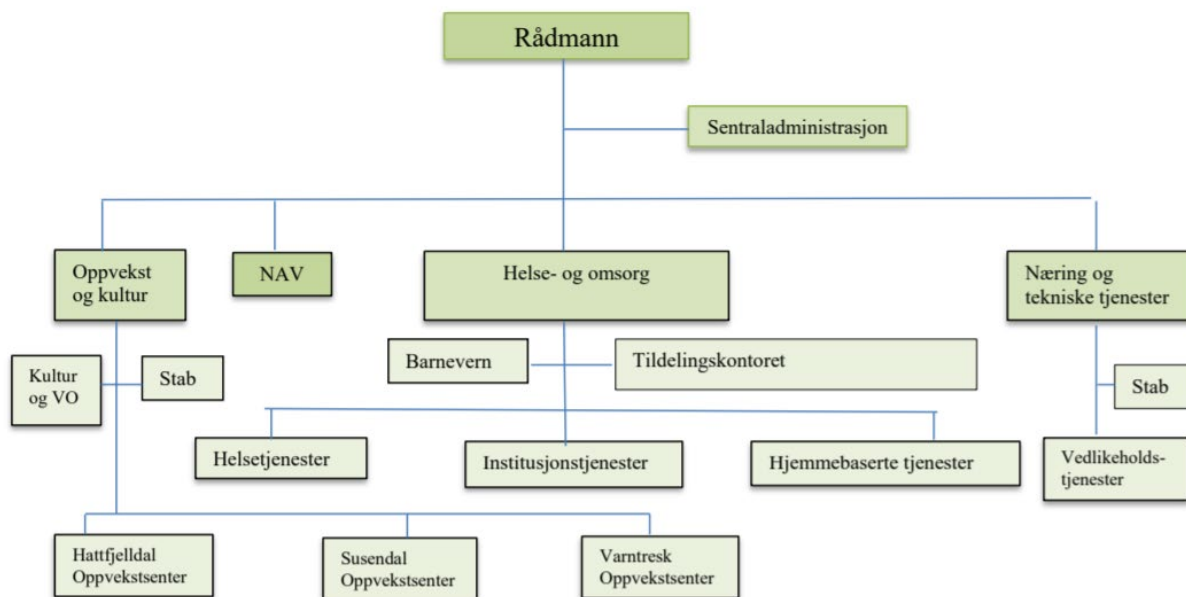 Rådmann
Sentraladministrasjon
Oppvekst
og kultur
NAV
Helse- og omsorg
Næring og
tekniske tjenester
Kultur
og VO
Stab
Barnevern
Tildelingskontoret
Stab
Helsetjenester
Institusjonstjenester
Hjemmebaserte tjenester
Vedlikeholds-
tjenester
Hattfjelldal
Oppvekstsenter
Susendal
Oppvekstsenter
Varntresk
Oppvekstsenter